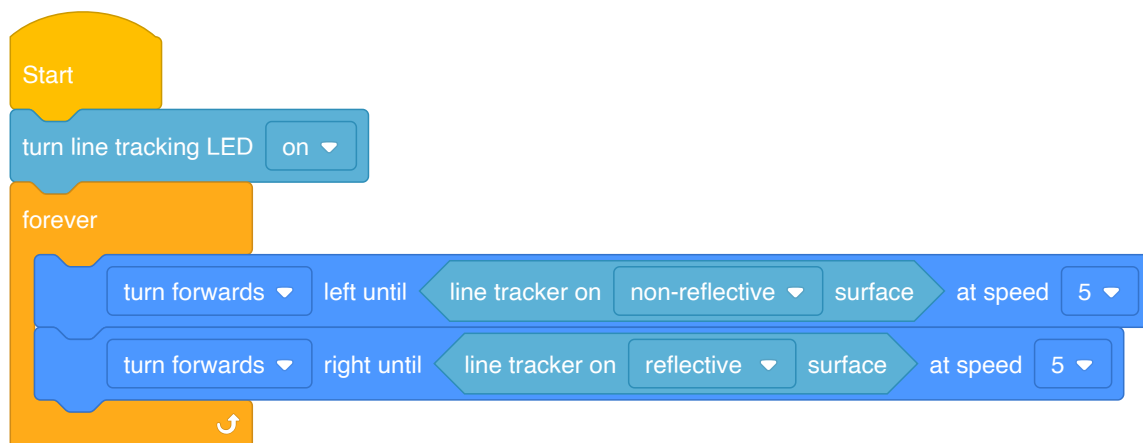 Start
turn line tracking LED on
forever
turn forwards left until line tracker on non-reflective surface at speed 5
turn forwards right until line tracker on reflective surface at speed 5